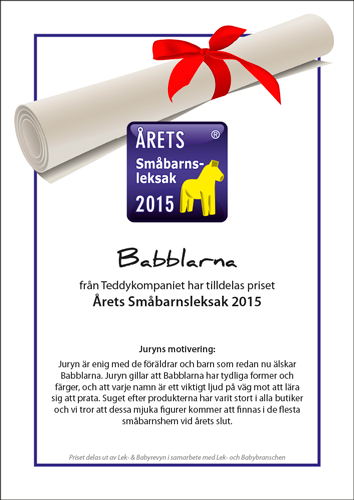 ÅRETS ®
Småbarns-
leksak
2015
Babblarna
från Teddykompaniet har tilldelas priset
Årets Småbarnsleksak 2015
Juryns motivering:
Juryn är enig med de föräldrar och barn som redan nu älskar
Babblarna. Juryn gillar att Babblarna har tydliga former och
färger, och att varje namn är ett viktigt ljud på väg mot att lära
sig att prata. Suget efter produkterna har varit stort i alla butiker
och vi tror att dessa mjuka figurer kommer att finnas i de flesta
småbarnshem vid årets slut.
Priset delas ut av Lek- & Babyrevyn i samarbete med Lek- och Babybranschen